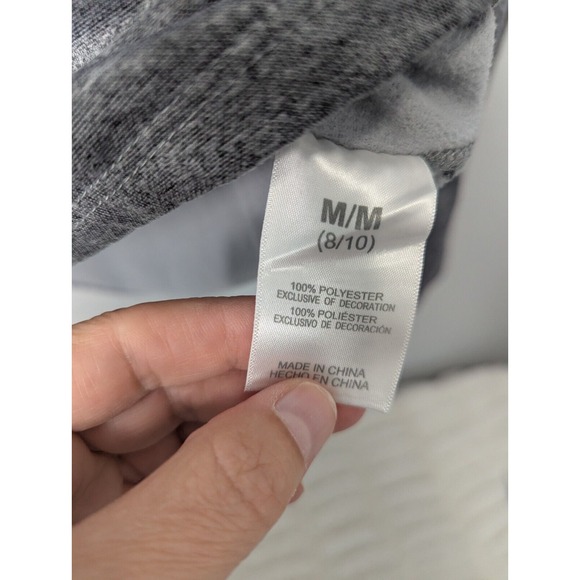 M/M
(8/10)
100% POLYESTER
EXCLUSIVE OF DECORATION
100% POLIÉSTER
EXCLUSIVO DE DECORACIÓN
MADE IN CHINA
HECHO EN CHINA